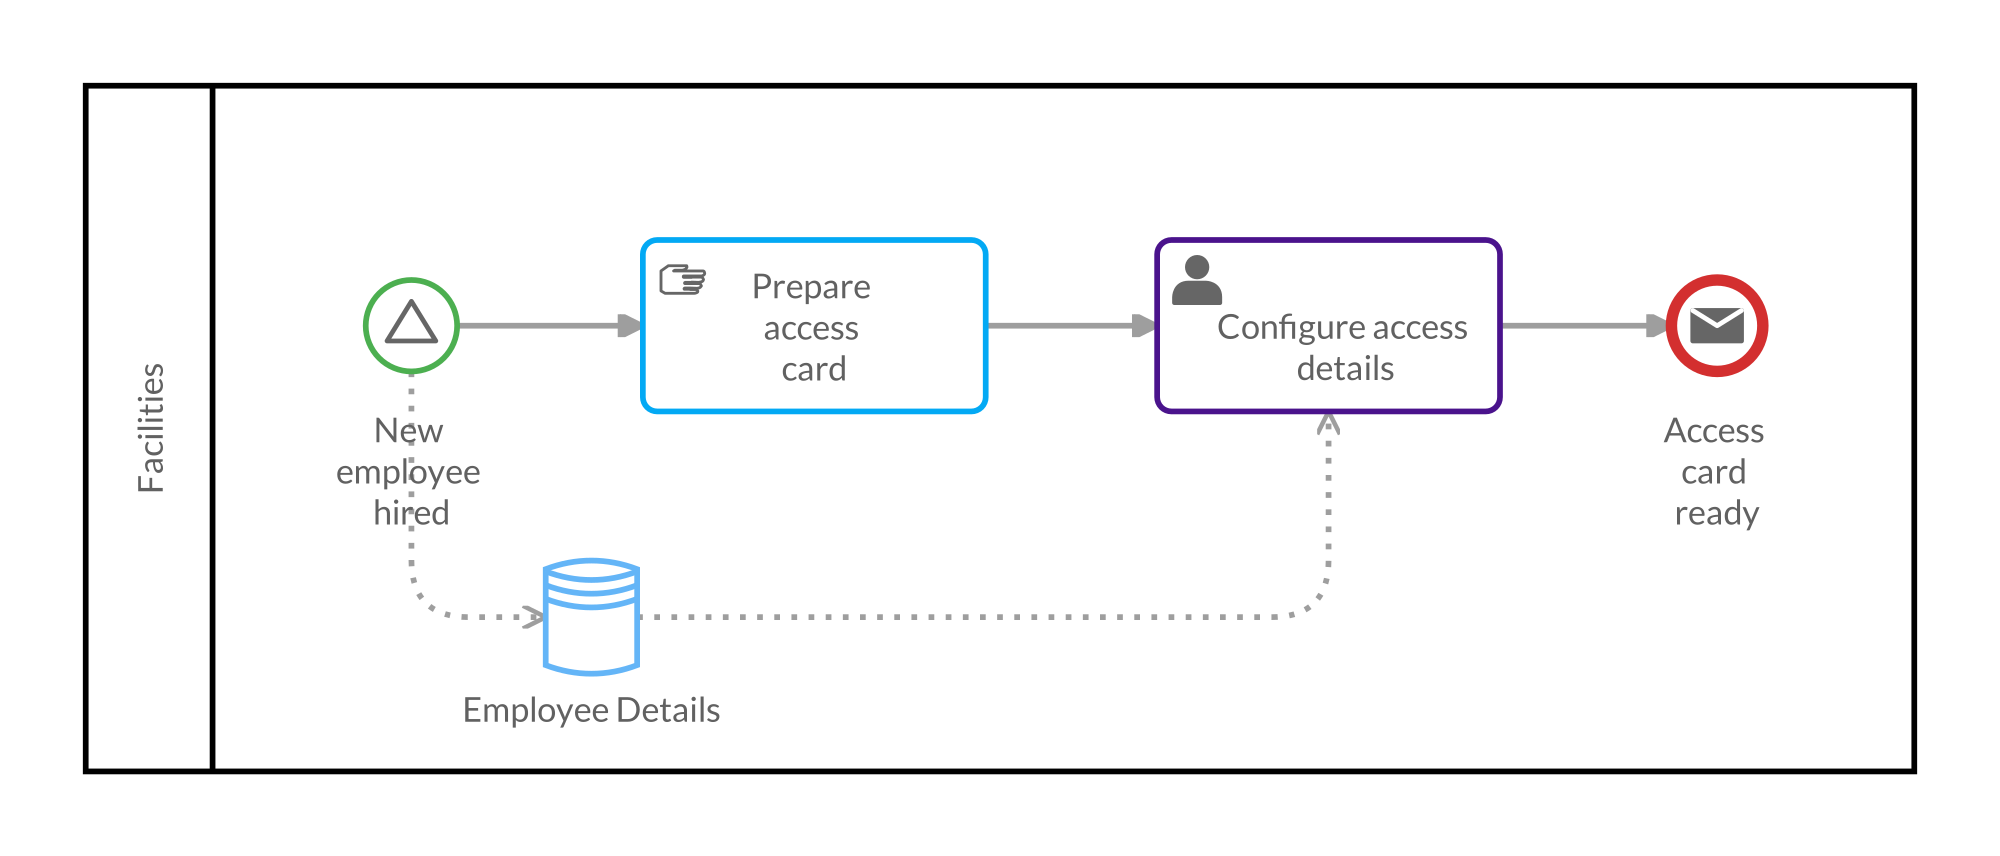 Facilities
New
employee
hired
Prepare
access
card
Configure access
details
Access
card
ready
Employee Details